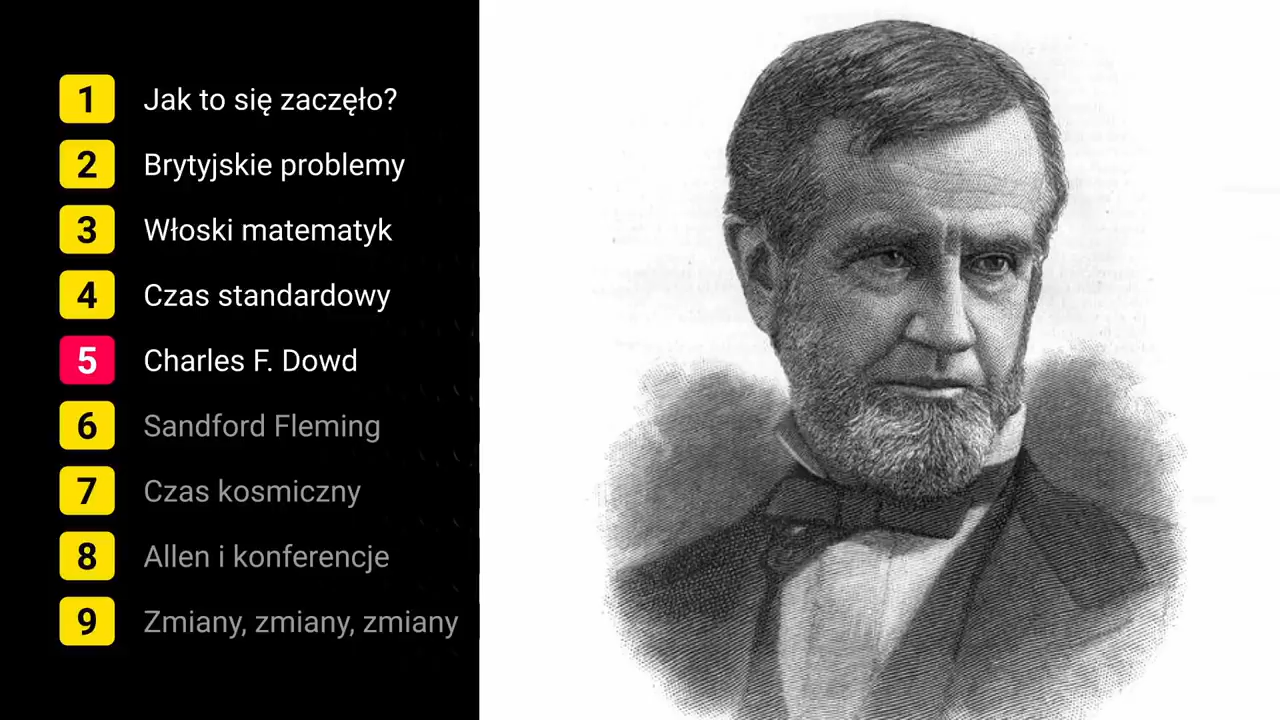 1 Jak to się zaczęło?
2 Brytyjskie problemy
3 Włoski matematyk
4 Czas standardowy
5 Charles F. Dowd
6 Sandford Fleming
7 Czas kosmiczny
8 Allen i konferencje
9 Zmiany, zmiany, zmiany